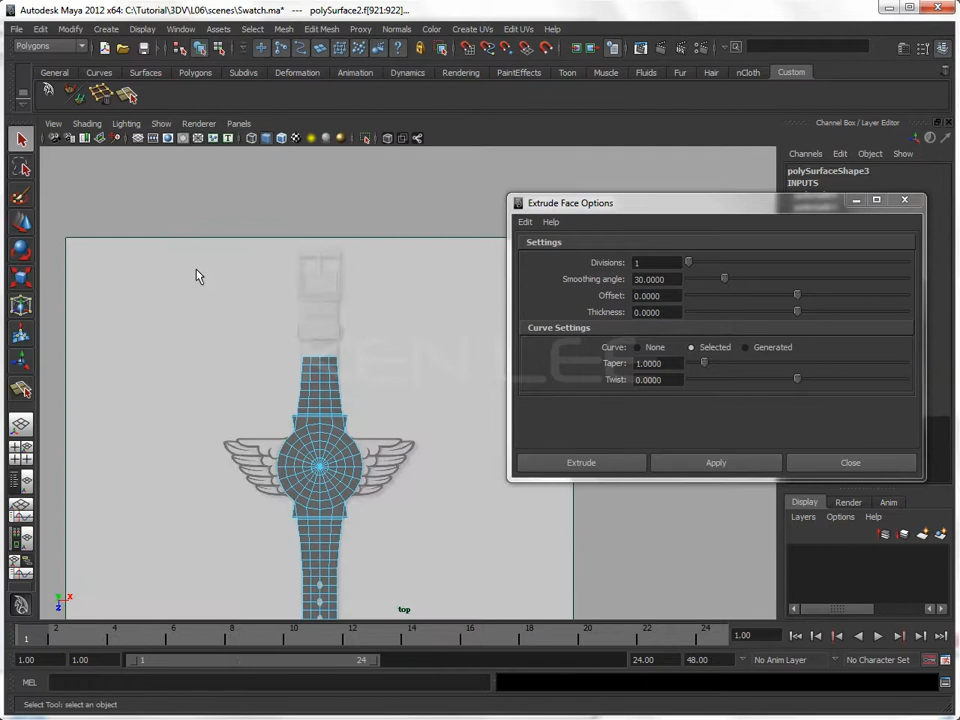 Autodesk Maya 2012 x64: C:\Tutorial\3DV\L06\scenes\Swatch.ma* --- polySurface2.f[921:922]...
File Edit Modify Create Display Window Assets Select Mesh Edit Mesh Proxy Normals Color Create UVs Edit UVs Help
Polygons
General Curves Surfaces Polygons Subdivs Deformation Animation Dynamics Rendering PaintEffects Toon Muscle Fluids Fur Hair nCloth Custom
View Shading Lighting Show Renderer Panels
Channel Box / Layer Editor
Channels Edit Object Show
polySurfaceShape3
INPUTS
Extrude Face Options
Edit Help
Settings
Divisions: 1
Smoothing angle: 30.0000
Offset: 0.0000
Thickness: 0.0000
Curve Settings
Curve: None Selected Generated
Taper: 1.0000
Twist: 0.0000
Extrude Apply Close
Display Render Anim
Layers Options Help
Y X
Z
top
1 2 4 6 8 10 12 14 16 18 20 22 24 1.00
1.00 1.00 1 24 24.00 48.00 No Anim Layer No Character Set
MEL
Select Tool: select an object